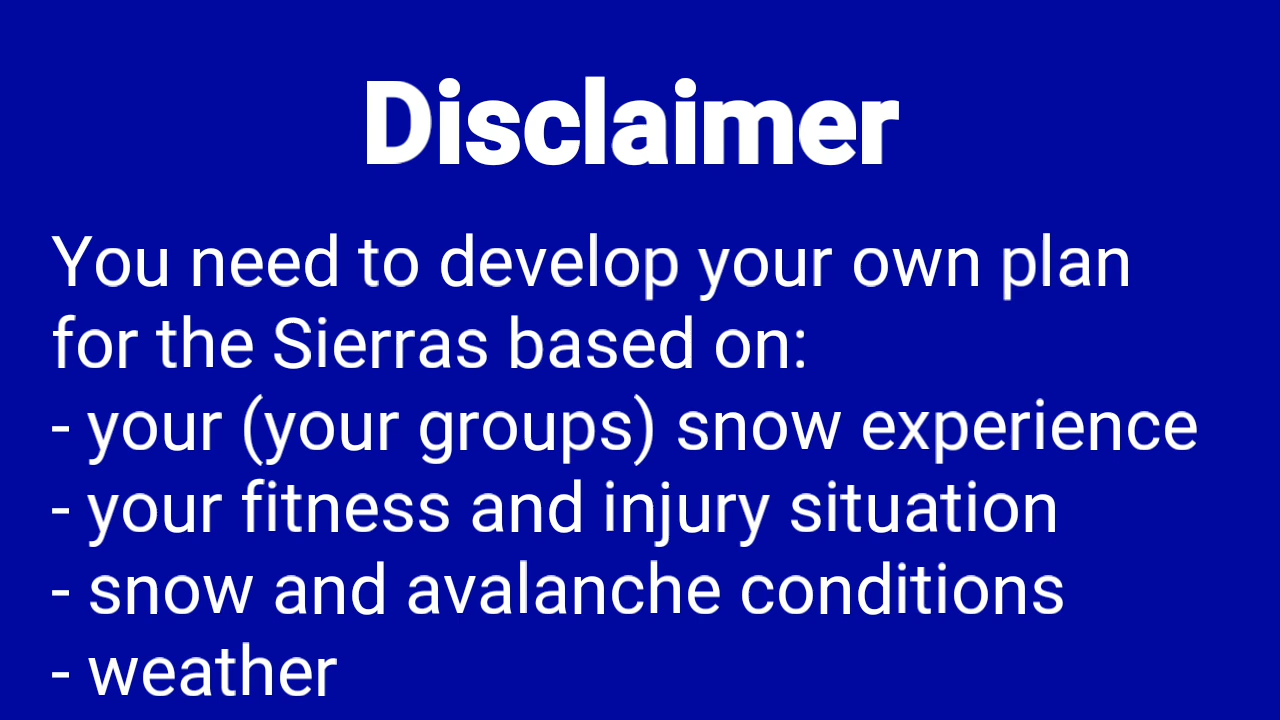 Disclaimer
You need to develop your own plan
for the Sierras based on:
- your (your groups) snow experience
- your fitness and injury situation
- snow and avalanche conditions
- weather